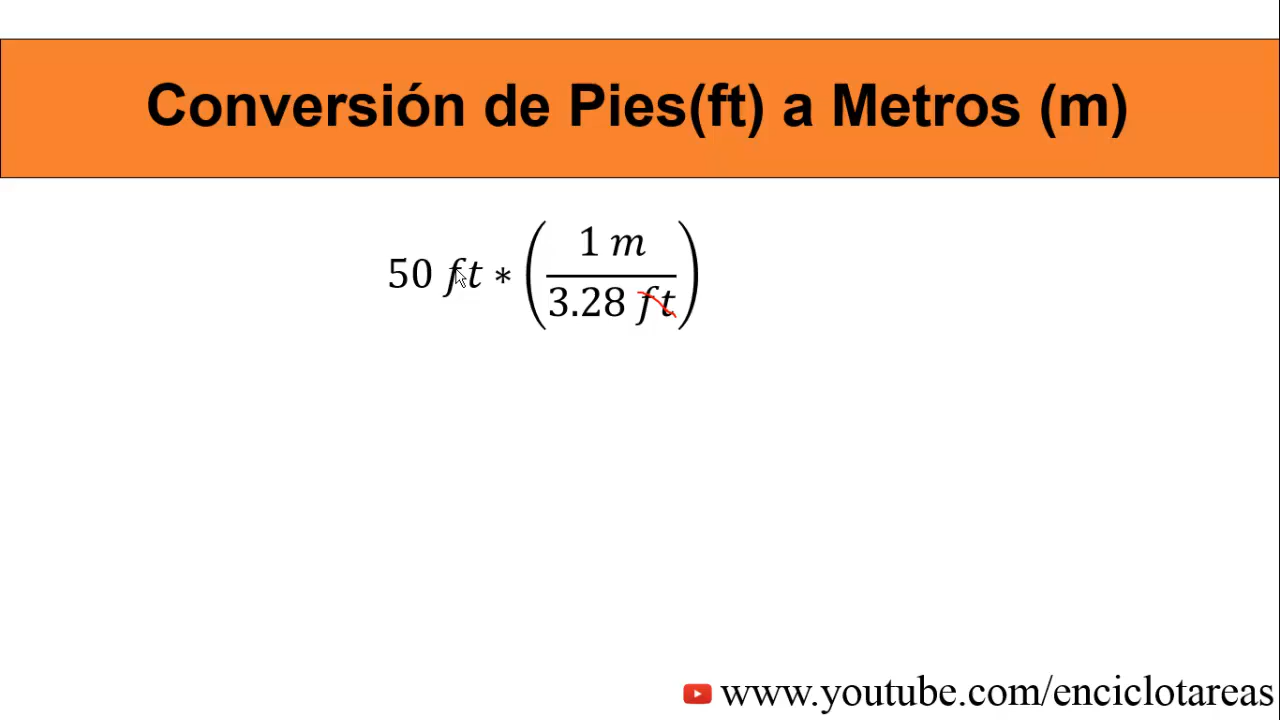 Conversión de Pies(ft) a Metros (m)
50 ft * (1 m / 3.28 ft)
www.youtube.com/enciclotareas